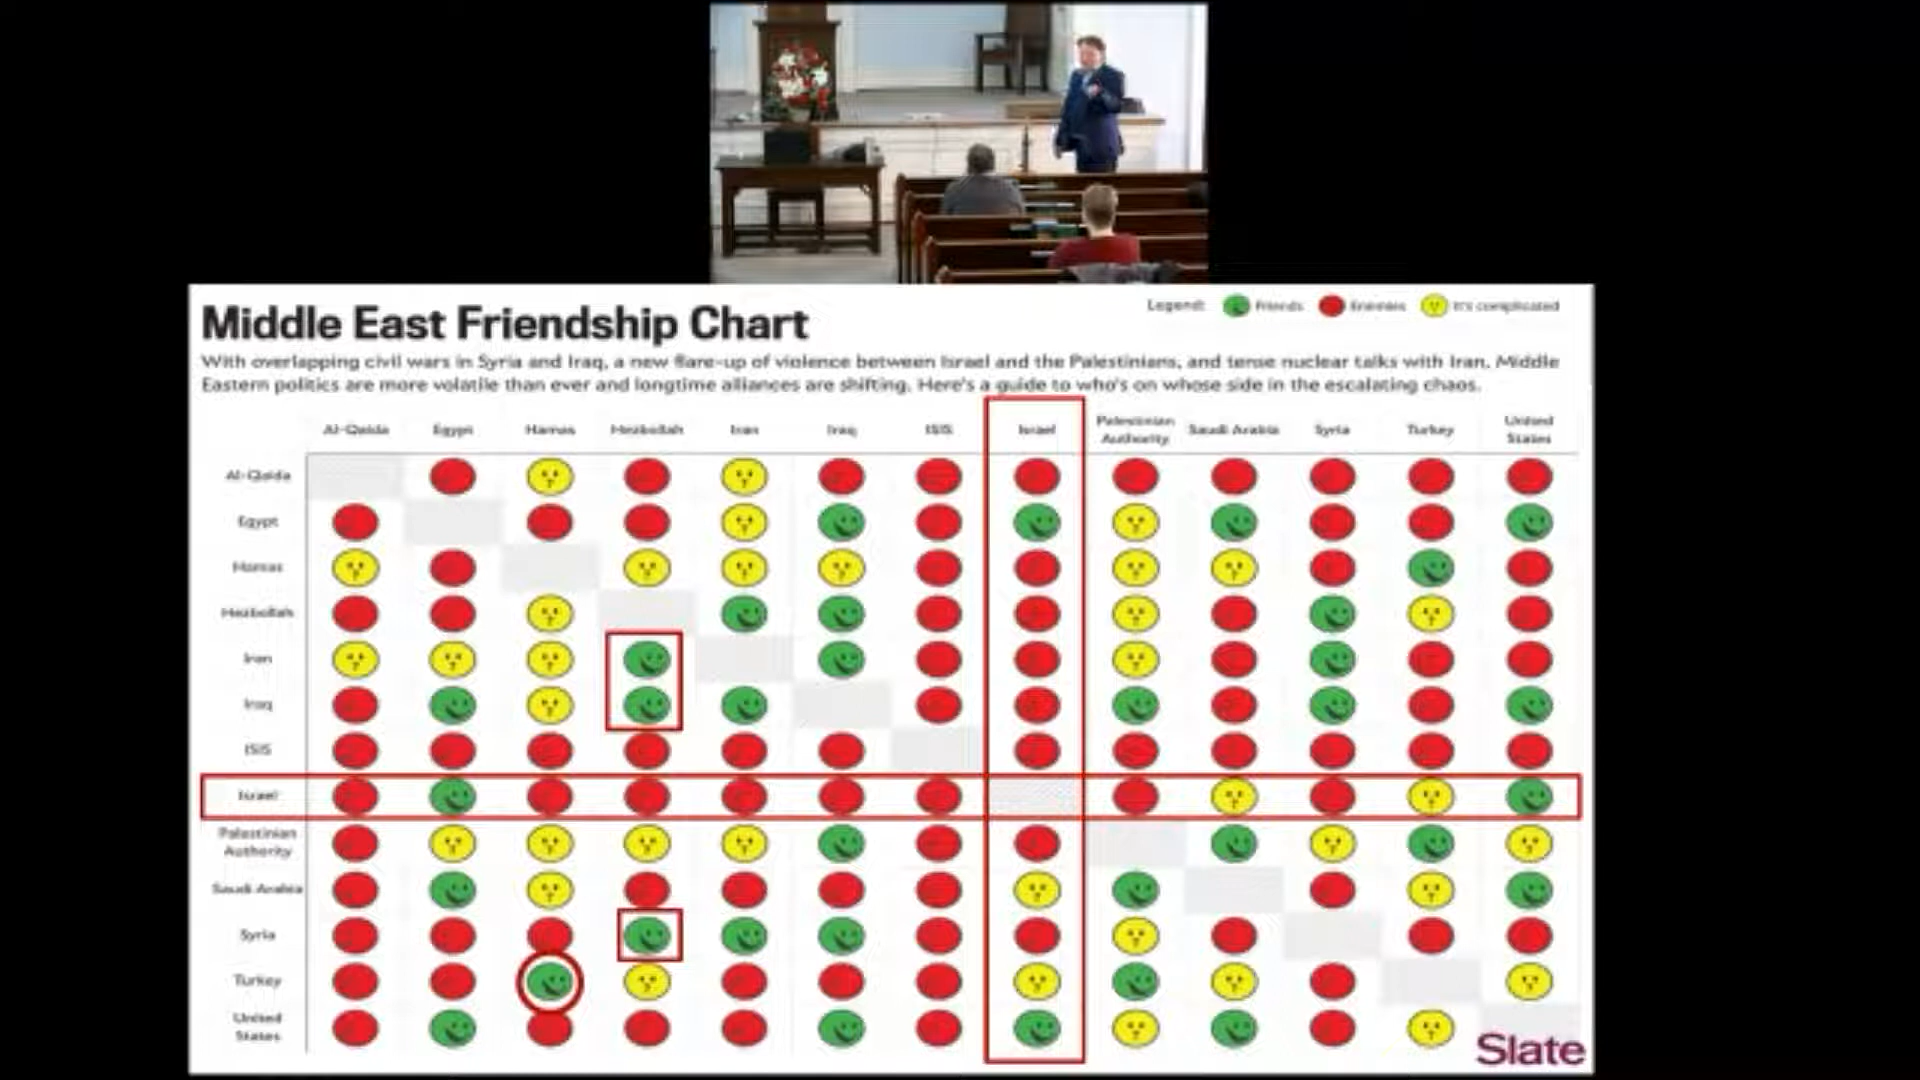 Middle East Friendship Chart
Legend: Friends Enemies It's complicated
With overlapping civil wars in Syria and Iraq, a new flare-up of violence between Israel and the Palestinians, and tense nuclear talks with Iran, Middle
Eastern politics are more volatile than ever and longtime alliances are shifting. Here's a guide to who's on whose side in the escalating chaos.
Al-Qaida Egypt Hamas Hezbollah Iran Iraq ISIS Israel Palestinian Authority Saudi Arabia Syria Turkey United States
Al-Qaida
Egypt
Hamas
Hezbollah
Iran
Iraq
ISIS
Israel
Palestinian
Authority
Saudi Arabia
Syria
Turkey
United
States
Slate